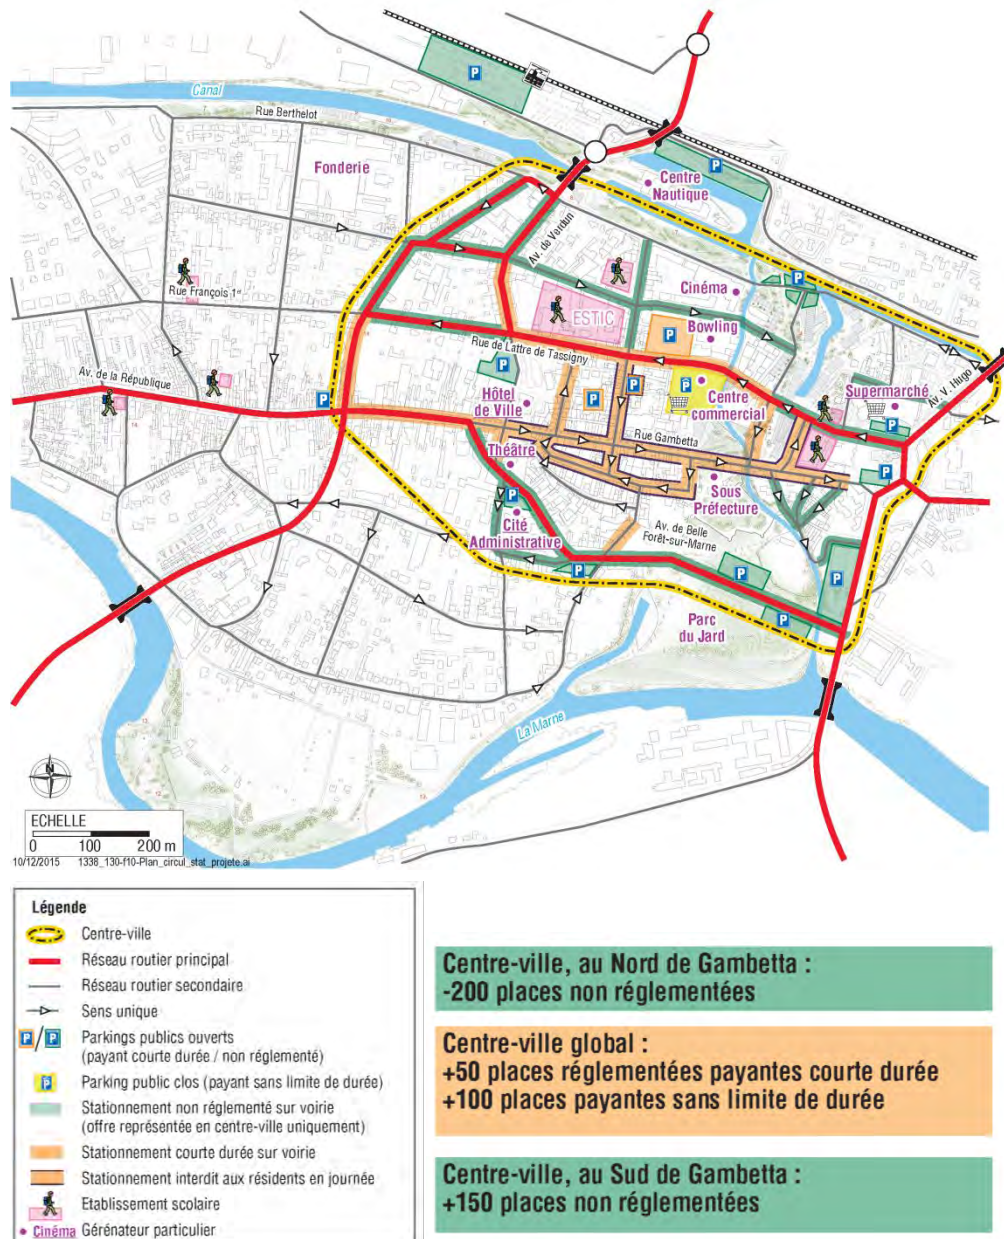 Canal
Rue Berthelot
Fonderie
Centre
Nautique
Av. de Verdun
Cinéma
Rue François 1er
ESTIC
Bowling
Rue de Lattre de Tassigny
Av. de la République
Hôtel
de Ville
Centre
commercial
Supermarché
Av. V. Hugo
Rue Gambetta
Théâtre
Sous
Préfecture
Cité
Administrative
Av. de Belle
Forêt-sur-Marne
Parc
du Jard
La Marne
N
ECHELLE
0 100 200 m
10/12/2015 1338_130-f10-Plan_circul_stat_projete.ai
Légende
Centre-ville
Réseau routier principal
Réseau routier secondaire
Sens unique
P/P Parkings publics ouverts
(payant courte durée / non réglementé)
P Parking public clos (payant sans limite de durée)
Stationnement non réglementé sur voirie
(offre représentée en centre-ville uniquement)
Stationnement courte durée sur voirie
Stationnement interdit aux résidents en journée
Etablissement scolaire
Cinéma Gérénateur particulier
Centre-ville, au Nord de Gambetta :
-200 places non réglementées
Centre-ville global :
+50 places réglementées payantes courte durée
+100 places payantes sans limite de durée
Centre-ville, au Sud de Gambetta :
+150 places non réglementées